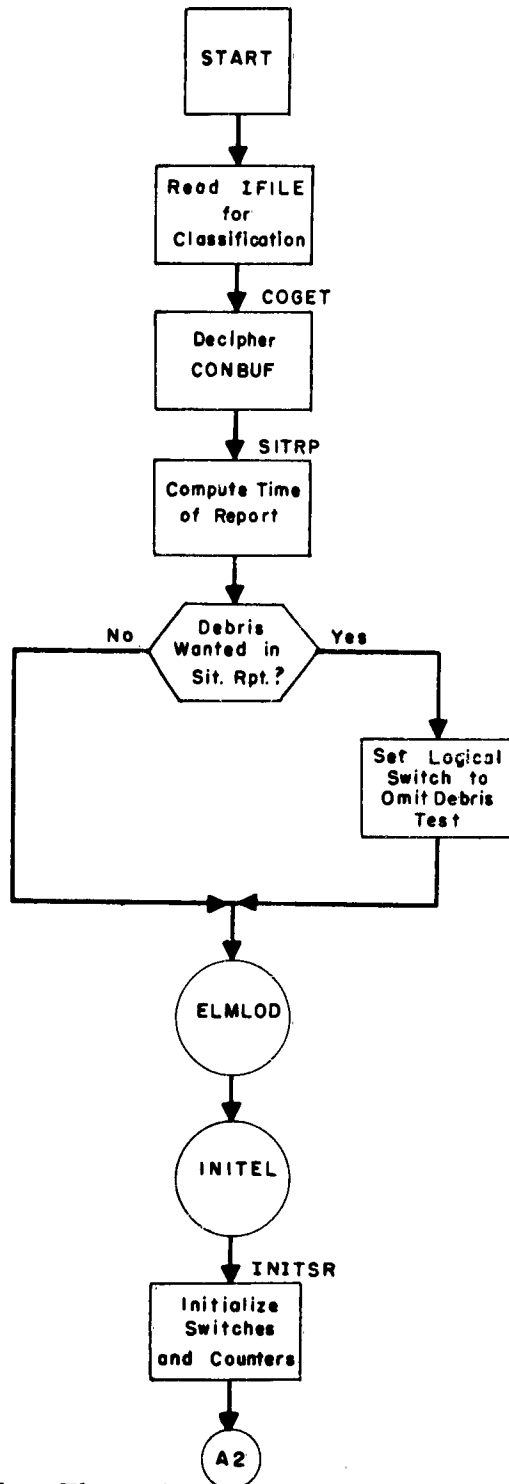 START
Read IFILE
for
Classification
COGET
Decipher
CONBUF
SITRP
Compute Time
of Report
No
Debris
Wanted in
Sit. Rpt.?
Yes
Set Logical
Switch to
Omit Debris
Test
ELMLOD
INITEL
INITSR
Initialize
Switches
and Counters
A2